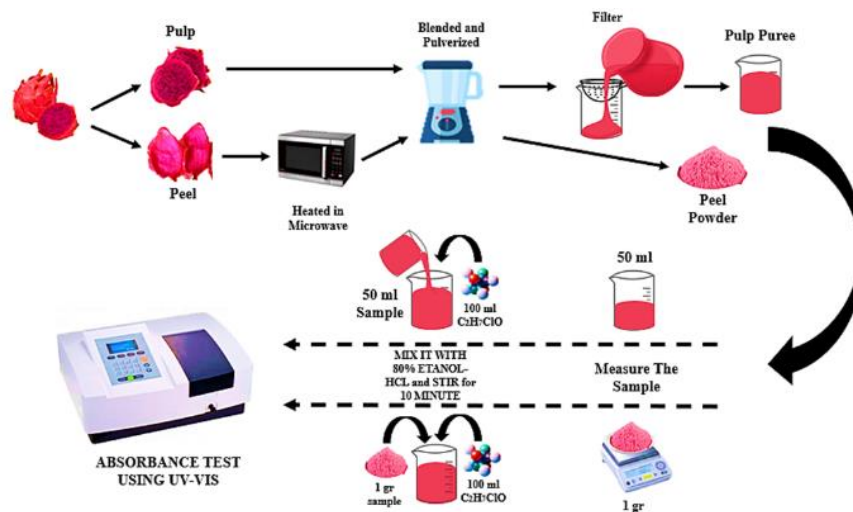 Pulp
Peel
Heated in
Microwave
Blended and
Pulverized
Filter
Pulp Puree
Peel
Powder
50 ml
Sample
100 ml
C2H7ClO
50 ml
MIX IT WITH
80% ETANOL-
HCL and STIR for
10 MINUTE
Measure The
Sample
1 gr
sample
100 ml
C2H7ClO
1 gr
ABSORBANCE TEST
USING UV-VIS